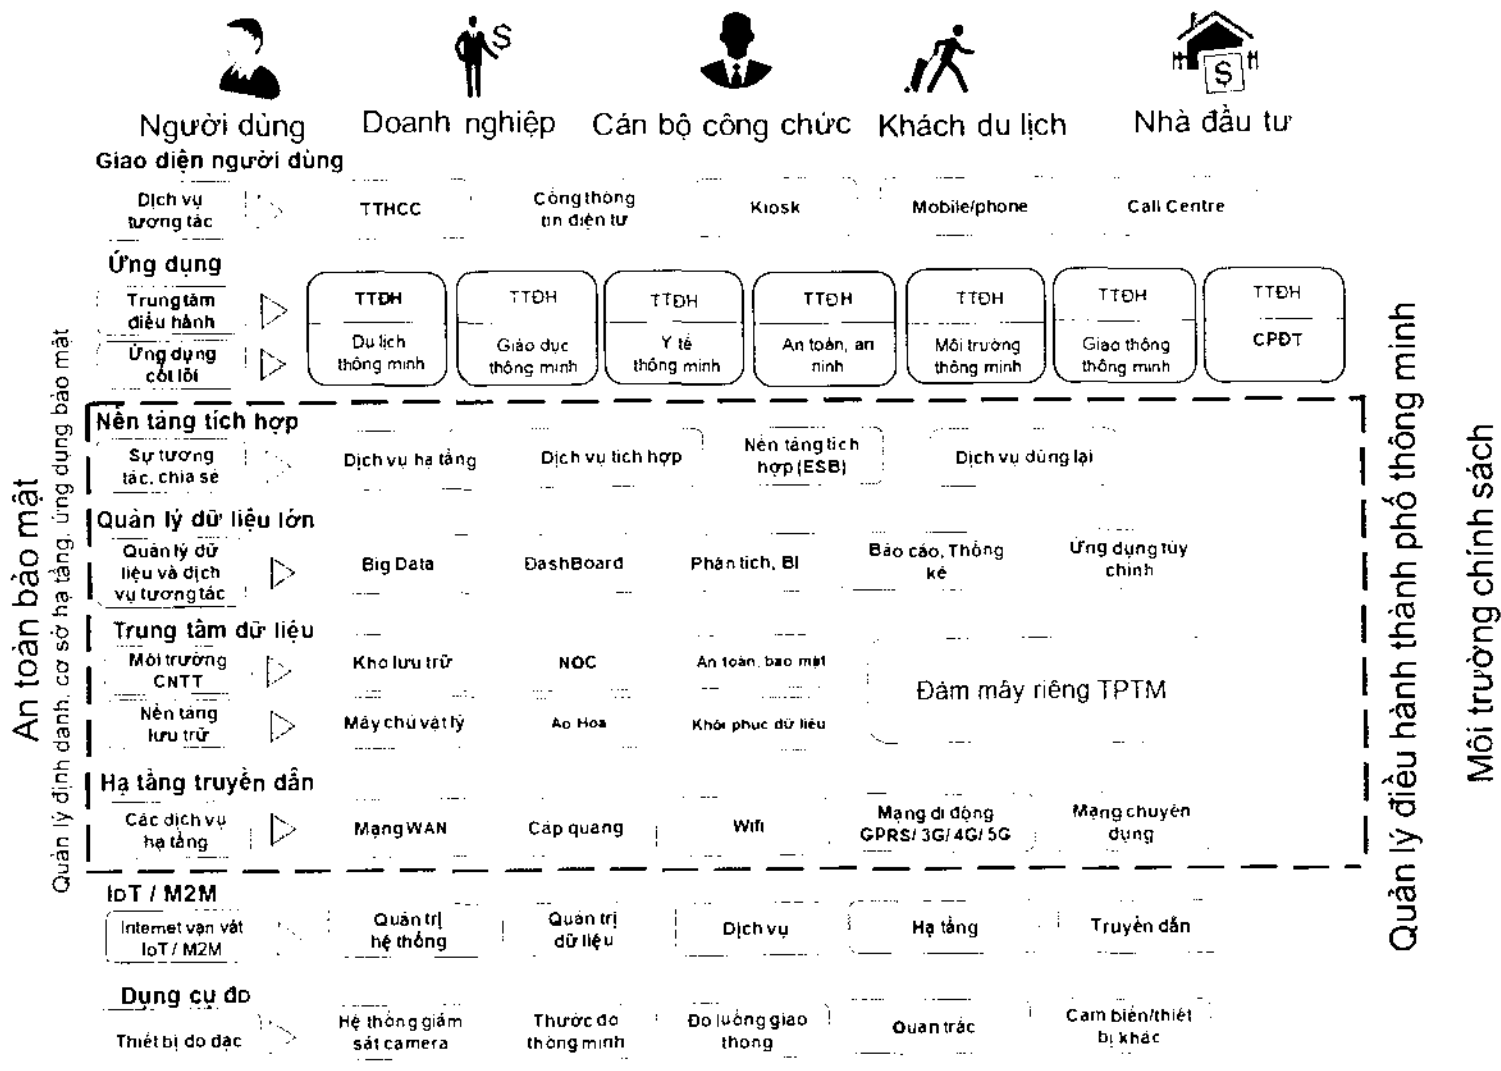 $
$
Người dùng
Doanh nghiệp
Cán bộ công chức
Khách du lịch
Nhà đầu tư
Giao diện người dùng
Dịch vụ
tương tác
TTHCC
Cổng thông
tin điện tử
Kiosk
Mobile/phone
Call Centre
Ứng dụng
Trung tâm
điều hành
Ứng dụng
cốt lõi
TTĐH
Du lịch
thông minh
TTĐH
Giáo dục
thông minh
TTĐH
Y tế
thông minh
TTĐH
An toàn, an
ninh
TTĐH
Môi trường
thông minh
TTĐH
Giao thông
thông minh
TTĐH
CPĐT
Nền tảng tích hợp
Sự tương
tác, chia sẻ
Dịch vụ hạ tầng
Dịch vụ tích hợp
Nền tảng tích
hợp (ESB)
Dịch vụ dùng lại
Quản lý dữ liệu lớn
Quản lý dữ
liệu và dịch
vụ tương tác
Big Data
DashBoard
Phân tích, BI
Báo cáo, Thống
kê
Ứng dụng tùy
chỉnh
Trung tâm dữ liệu
Môi trường
CNTT
Kho lưu trữ
NOC
An toàn, bảo mật
Đám mây riêng TPTM
Nền tảng
lưu trữ
Máy chủ vật lý
Ảo Hoá
Khôi phục dữ liệu
Hạ tầng truyền dẫn
Các dịch vụ
hạ tầng
Mạng WAN
Cáp quang
Wifi
Mạng di động
GPRS/ 3G/ 4G/ 5G
Mạng chuyên
dụng
IoT / M2M
Internet vạn vật
IoT / M2M
Quản trị
hệ thống
Quản trị
dữ liệu
Dịch vụ
Hạ tầng
Truyền dẫn
Dụng cụ đo
Thiết bị đo đạc
Hệ thống giám
sát camera
Thước đo
thông minh
Đo luồng giao
thông
Quan trắc
Cảm biến/thiết
bị khác
An toàn bảo mật
Quản lý định danh, cơ sở hạ tầng, ứng dụng bảo mật
Quản lý điều hành thành phố thông minh
Môi trường chính sách